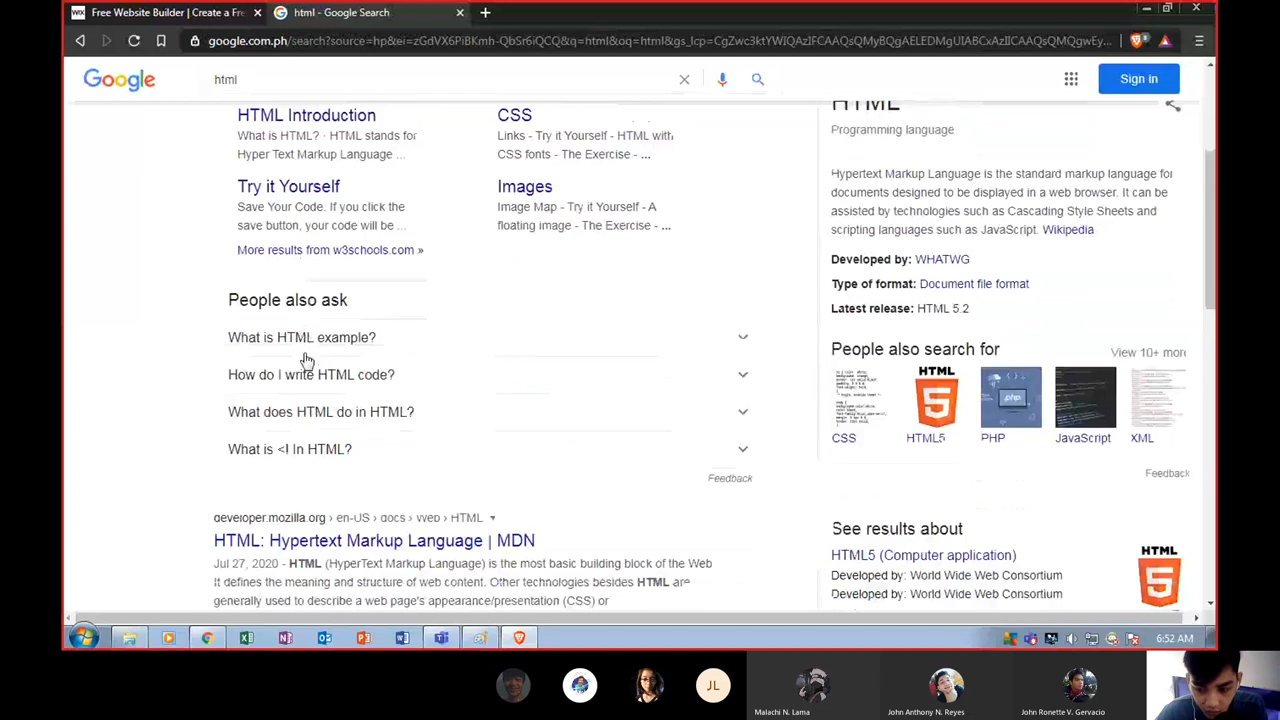 WIX Free Website Builder | Create a Fre
html - Google Search
google.com.ph/search?source=hp&ei=zGdVX6PiBKmh-QbSr6iQCQ&q=html&oq=html&gs_lcp=
Google
html
Sign in
HTML Introduction
What is HTML? · HTML stands for
Hyper Text Markup Language ...
CSS
Links - Try it Yourself - HTML with
CSS fonts - The Exercise - ...
Try it Yourself
Save Your Code. If you click the
save button, your code will be ...
Images
Image Map - Try it Yourself - A
floating image - The Exercise - ...
More results from w3schools.com »
People also ask
What is HTML example?
How do I write HTML code?
What does HTML do in HTML?
What is <! In HTML?
Feedback
developer.mozilla.org › en-US › docs › Web › HTML
HTML: Hypertext Markup Language | MDN
Jul 27, 2020 - HTML (HyperText Markup Language) is the most basic building block of the Web
It defines the meaning and structure of web content. Other technologies besides HTML are
generally used to describe a web page's appearance/presentation (CSS) or
HTML
Programming language
Hypertext Markup Language is the standard markup language for
documents designed to be displayed in a web browser. It can be
assisted by technologies such as Cascading Style Sheets and
scripting languages such as JavaScript. Wikipedia
Developed by: WHATWG
Type of format: Document file format
Latest release: HTML 5.2
People also search for
View 10+ more
HTML
5
php
CSS
HTML5
PHP
JavaScript
XML
Feedback
See results about
HTML5 (Computer application)
Developed by: World Wide Web Consortium
Developed by: World Wide Web Consortium
HTML
5
6:52 AM
JL
Malachi N. Lama
John Anthony N. Reyes
John Ronette V. Gervacio